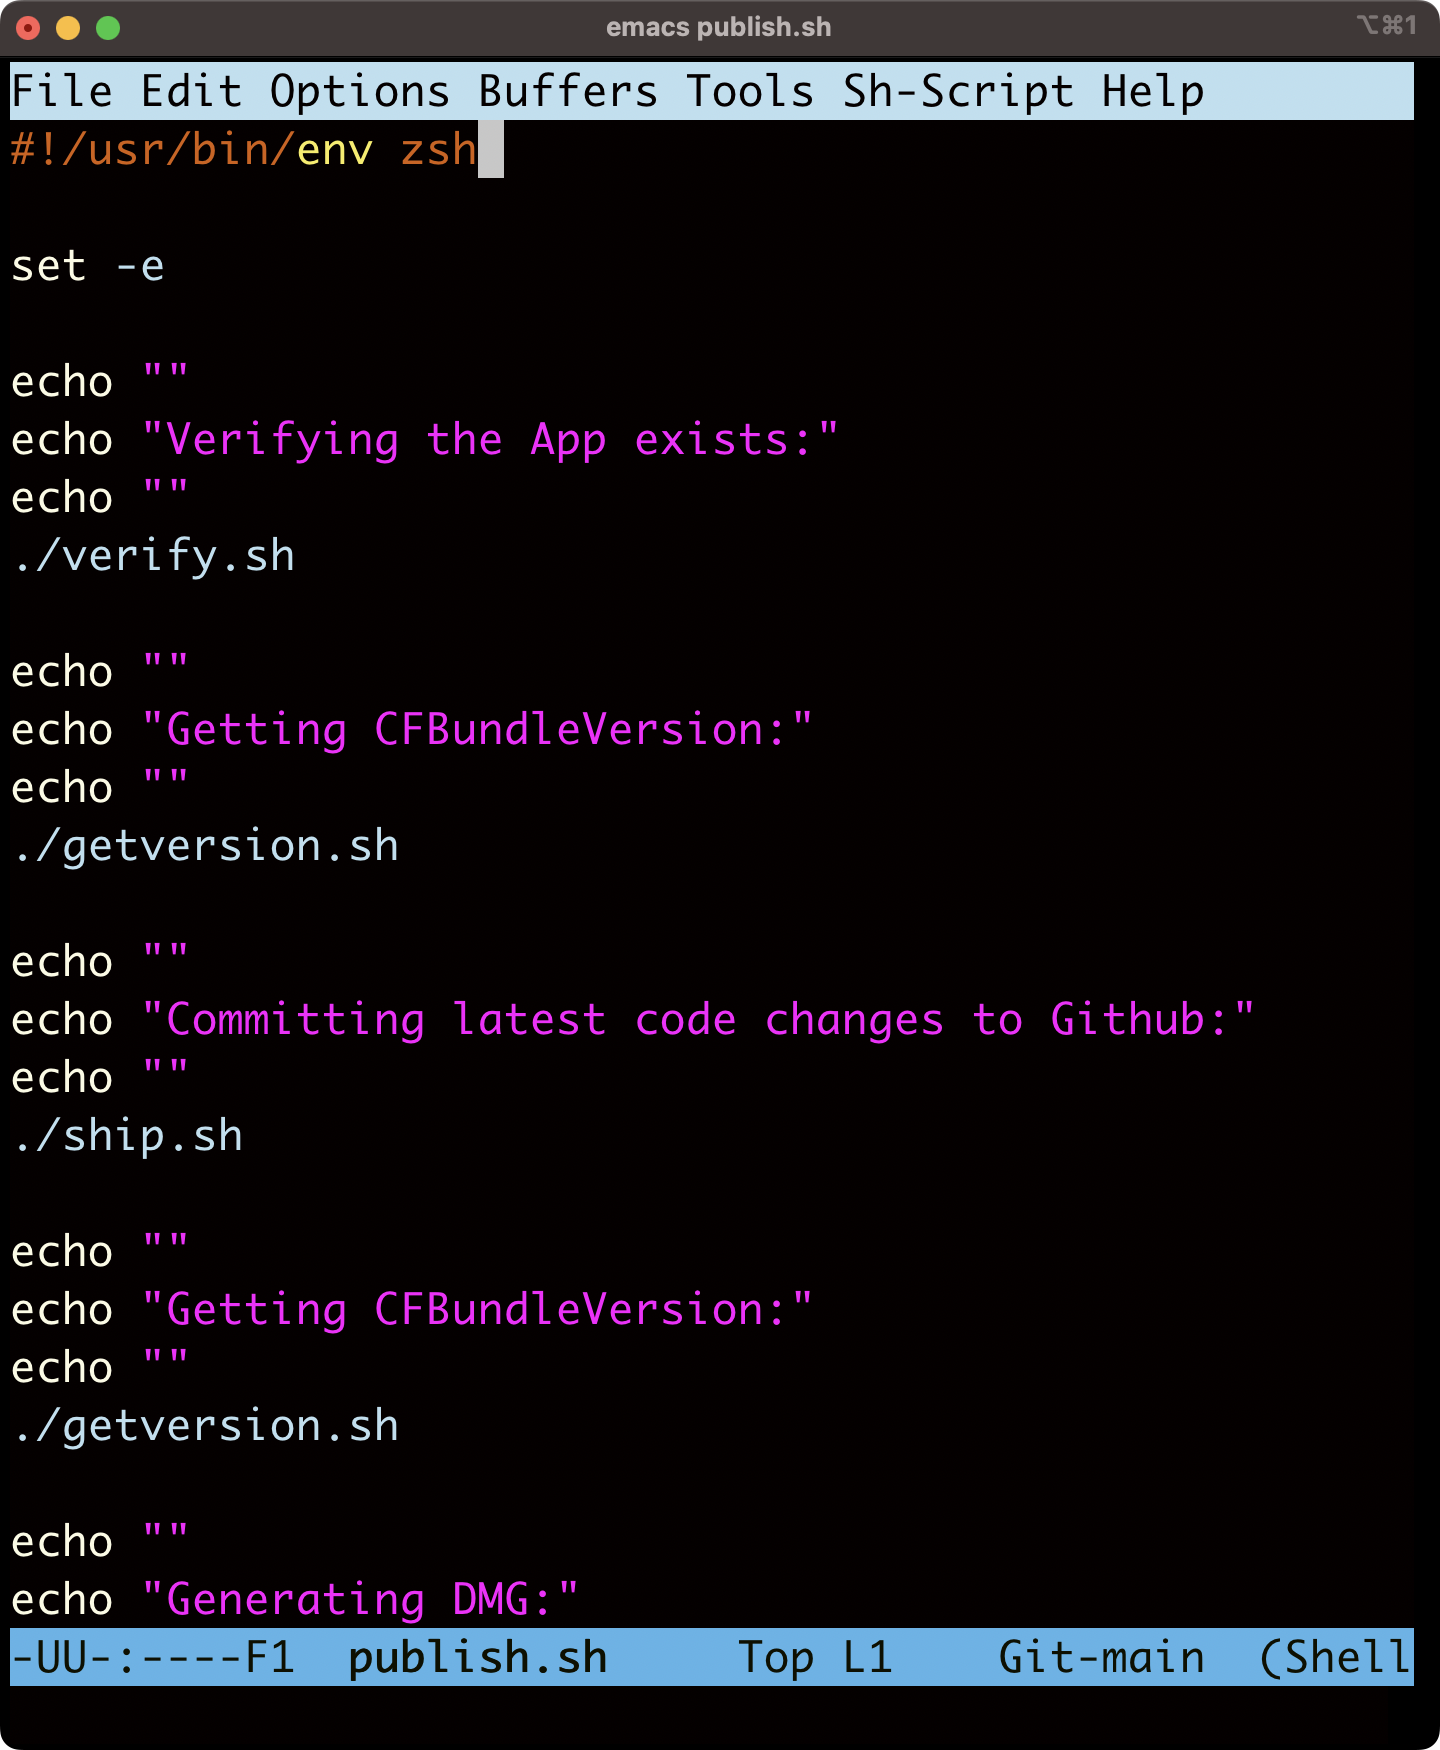 emacs publish.sh ⌥⌘1
File Edit Options Buffers Tools Sh-Script Help
#!/usr/bin/env zsh
set -e
echo ""
echo "Verifying the App exists:"
echo ""
./verify.sh
echo ""
echo "Getting CFBundleVersion:"
echo ""
./getversion.sh
echo ""
echo "Committing latest code changes to Github:"
echo ""
./ship.sh
echo ""
echo "Getting CFBundleVersion:"
echo ""
./getversion.sh
echo ""
echo "Generating DMG:"
-UU-:----F1  publish.sh     Top L1    Git-main  (Shell